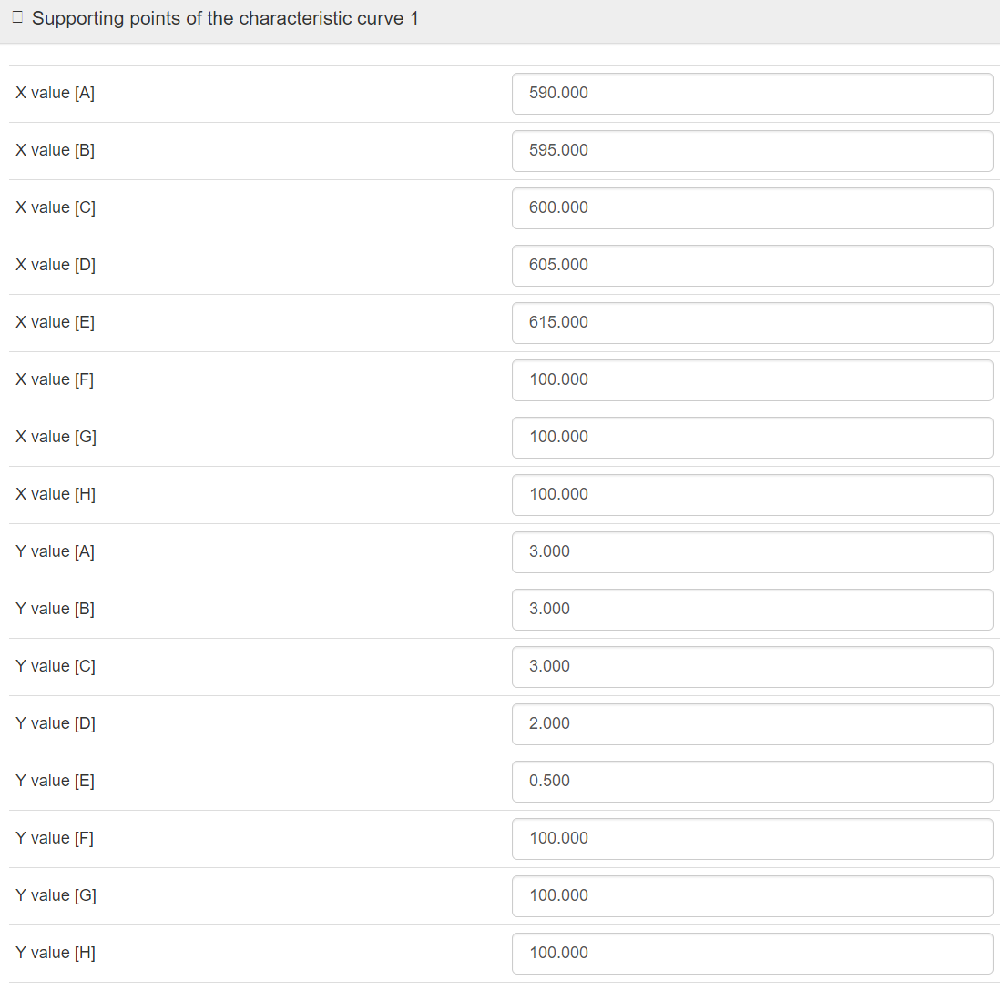 Supporting points of the characteristic curve 1
X value [A] 590.000
X value [B] 595.000
X value [C] 600.000
X value [D] 605.000
X value [E] 615.000
X value [F] 100.000
X value [G] 100.000
X value [H] 100.000
Y value [A] 3.000
Y value [B] 3.000
Y value [C] 3.000
Y value [D] 2.000
Y value [E] 0.500
Y value [F] 100.000
Y value [G] 100.000
Y value [H] 100.000